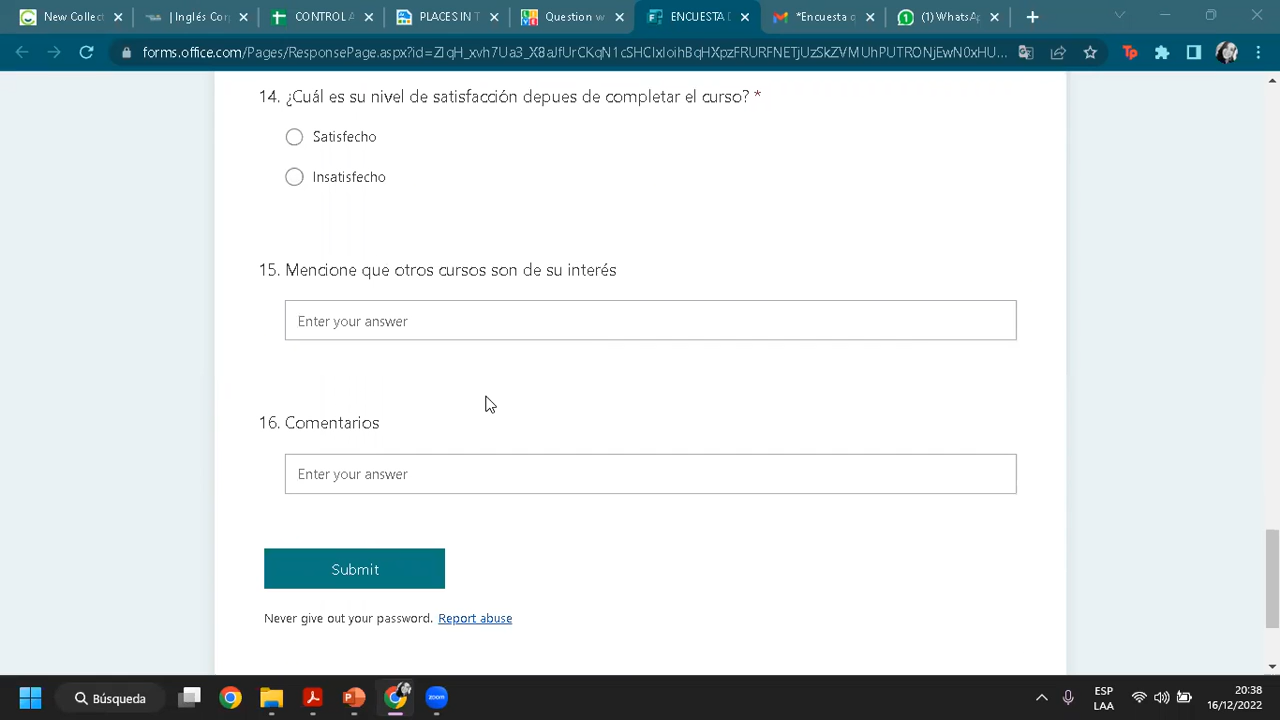 New Collect
| Inglés Corp
CONTROL A
PLACES IN T
Question w
ENCUESTA D
*Encuesta q
(1) WhatsA
forms.office.com/Pages/ResponsePage.aspx?id=
14. ¿Cuál es su nivel de satisfacción depues de completar el curso? *
Satisfecho
Insatisfecho
15. Mencione que otros cursos son de su interés
Enter your answer
16. Comentarios
Enter your answer
Submit
Never give out your password. Report abuse
Búsqueda
zoom
ESP
LAA
20:38
16/12/2022